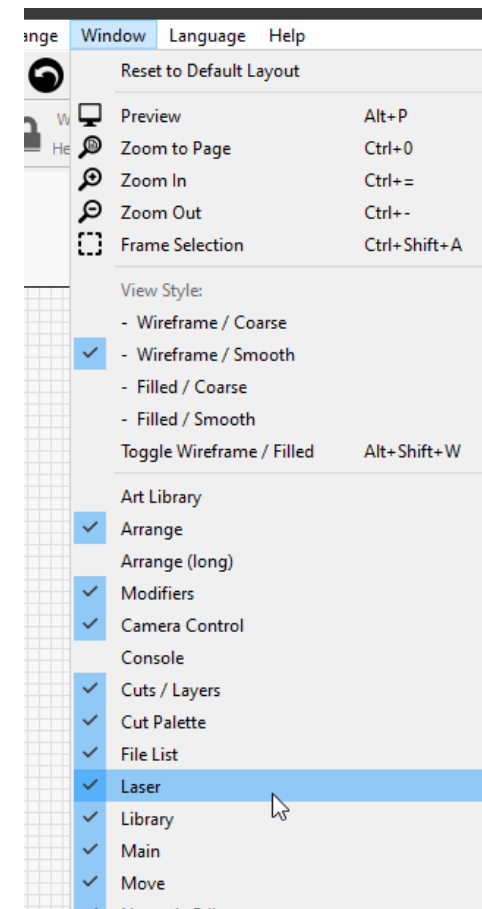 Window Language Help
Reset to Default Layout
W
He
Preview Alt+P
Zoom to Page Ctrl+0
Zoom In Ctrl+=
Zoom Out Ctrl+-
Frame Selection Ctrl+Shift+A
View Style:
- Wireframe / Coarse
- Wireframe / Smooth
- Filled / Coarse
- Filled / Smooth
Toggle Wireframe / Filled Alt+Shift+W
Art Library
Arrange
Arrange (long)
Modifiers
Camera Control
Console
Cuts / Layers
Cut Palette
File List
Laser
Library
Main
Move